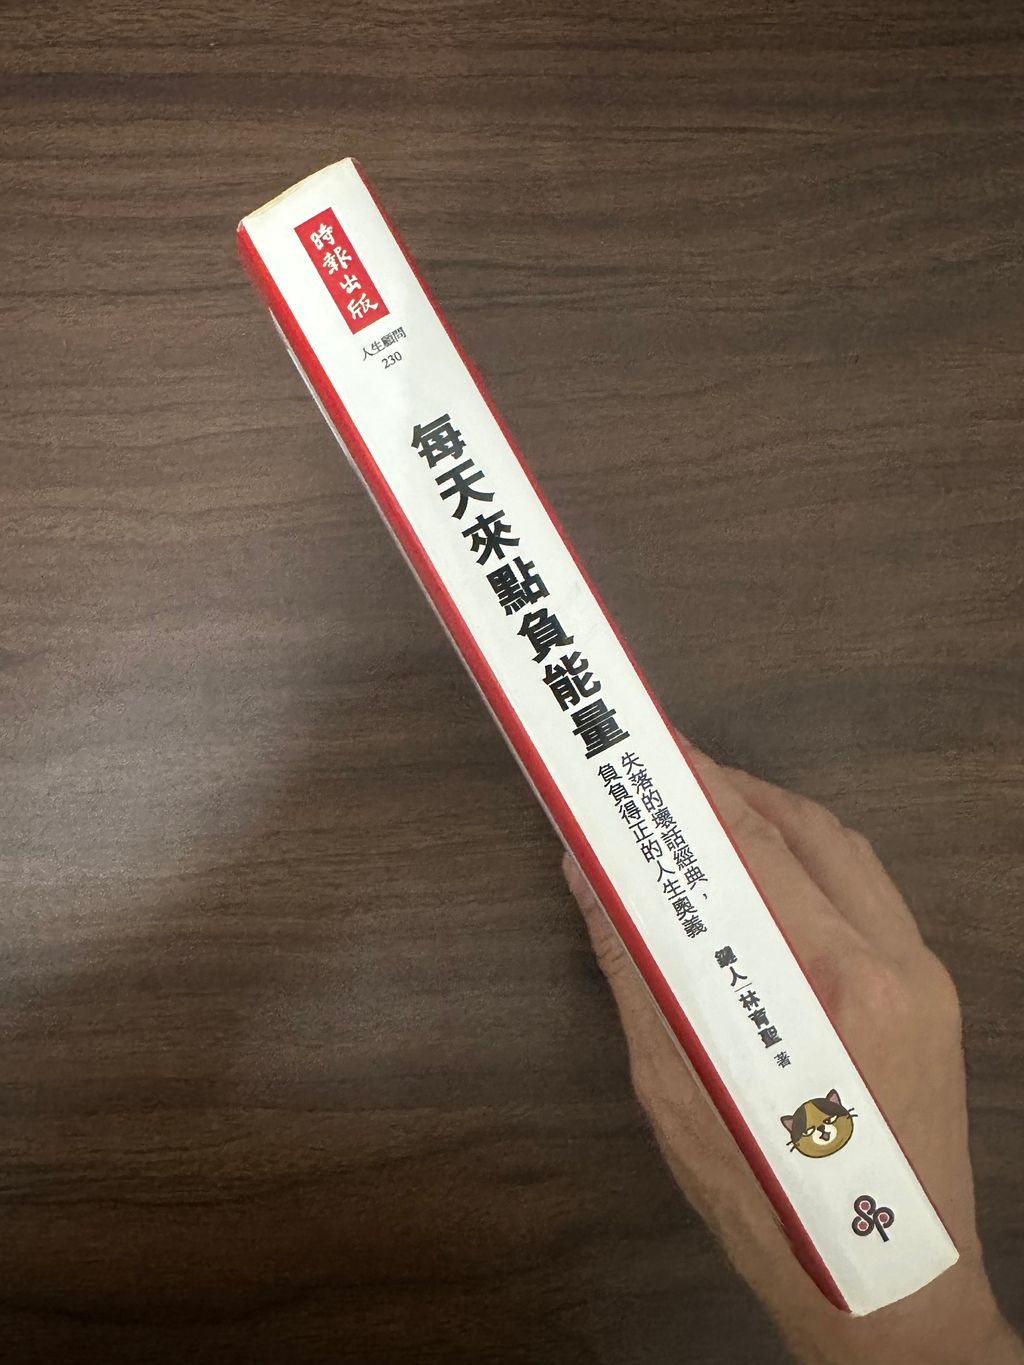 時報出版
人生顧問
230
每天來點負能量
失落的壞話經典，
負負得正的人生奧義
鍵人│林育聖 著